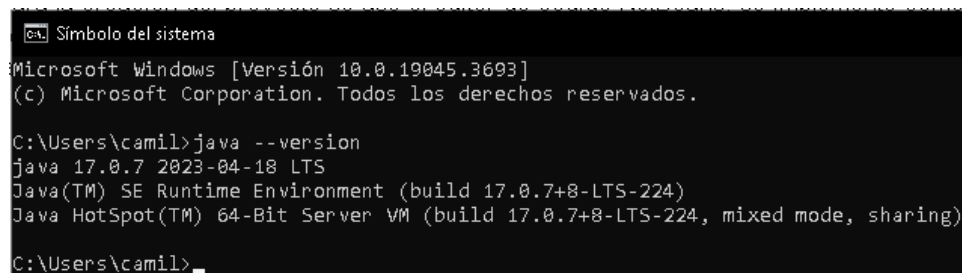 Símbolo del sistema
Microsoft Windows [Versión 10.0.19045.3693]
(c) Microsoft Corporation. Todos los derechos reservados.
C:\Users\camil>java --version
java 17.0.7 2023-04-18 LTS
Java(TM) SE Runtime Environment (build 17.0.7+8-LTS-224)
Java HotSpot(TM) 64-Bit Server VM (build 17.0.7+8-LTS-224, mixed mode, sharing)
C:\Users\camil>